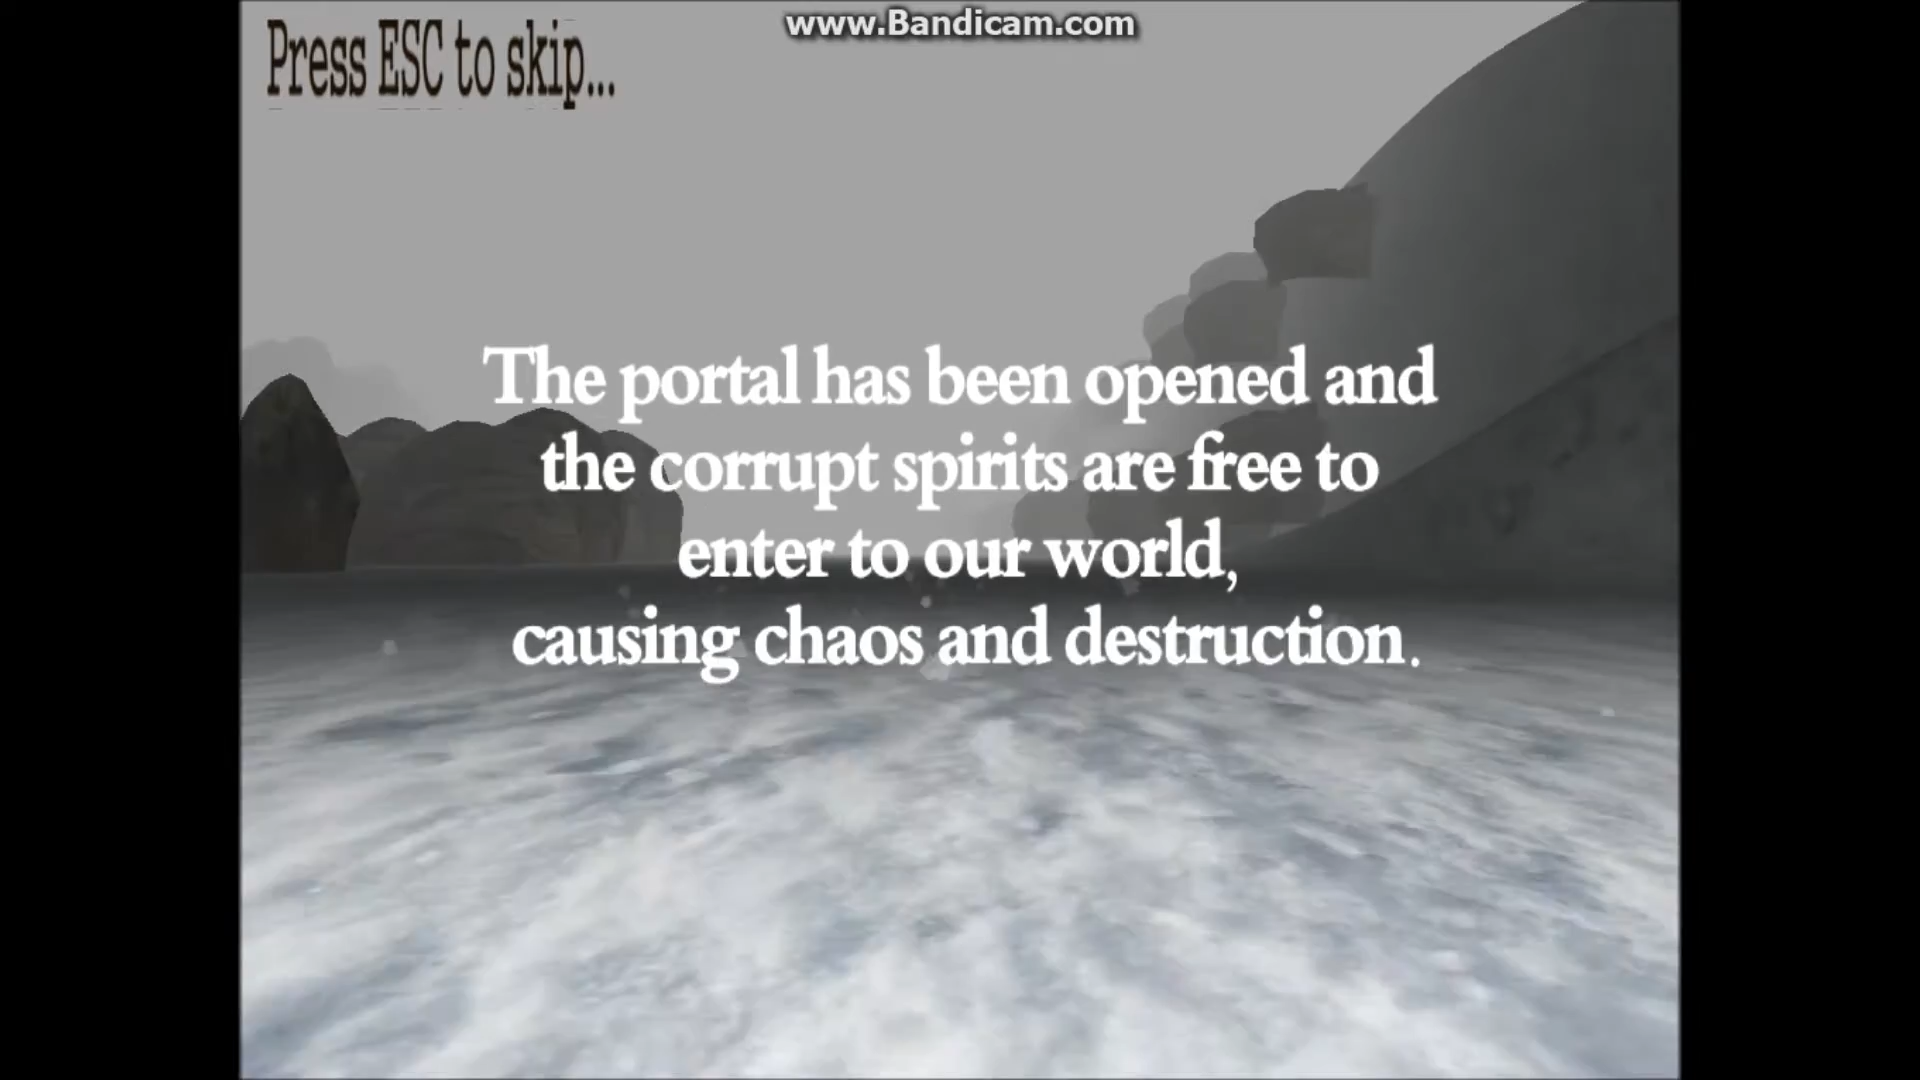 www.Bandicam.com
Press ESC to skip...
The portal has been opened and
the corrupt spirits are free to
enter to our world,
causing chaos and destruction.